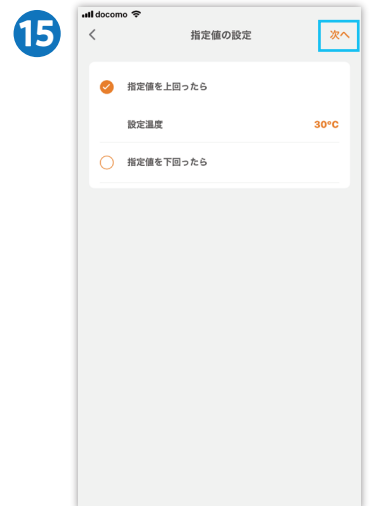 15
docomo
指定値の設定
次へ
指定値を上回ったら
設定温度
30°C
指定値を下回ったら